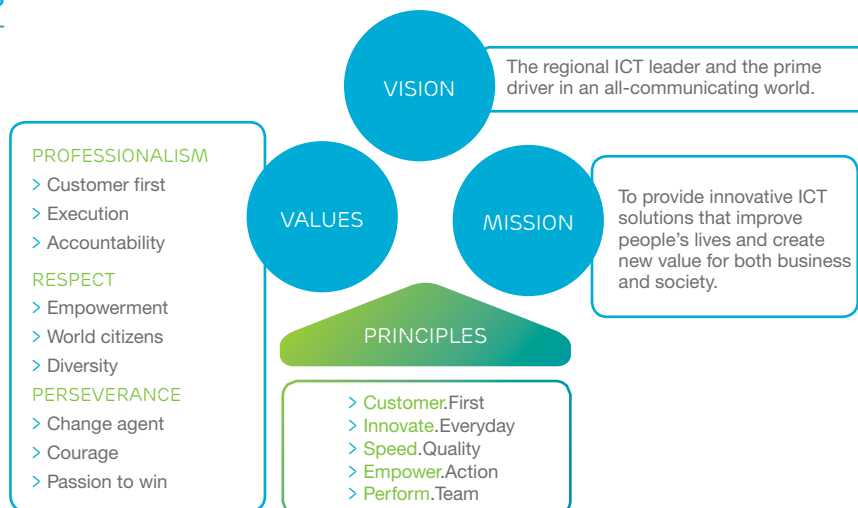 VISION
The regional ICT leader and the prime
driver in an all-communicating world.
PROFESSIONALISM
> Customer first
> Execution
> Accountability
RESPECT
> Empowerment
> World citizens
> Diversity
PERSEVERANCE
> Change agent
> Courage
> Passion to win
VALUES
MISSION
To provide innovative ICT
solutions that improve
people's lives and create
new value for both business
and society.
PRINCIPLES
> Customer.First
> Innovate.Everyday
> Speed.Quality
> Empower.Action
> Perform.Team